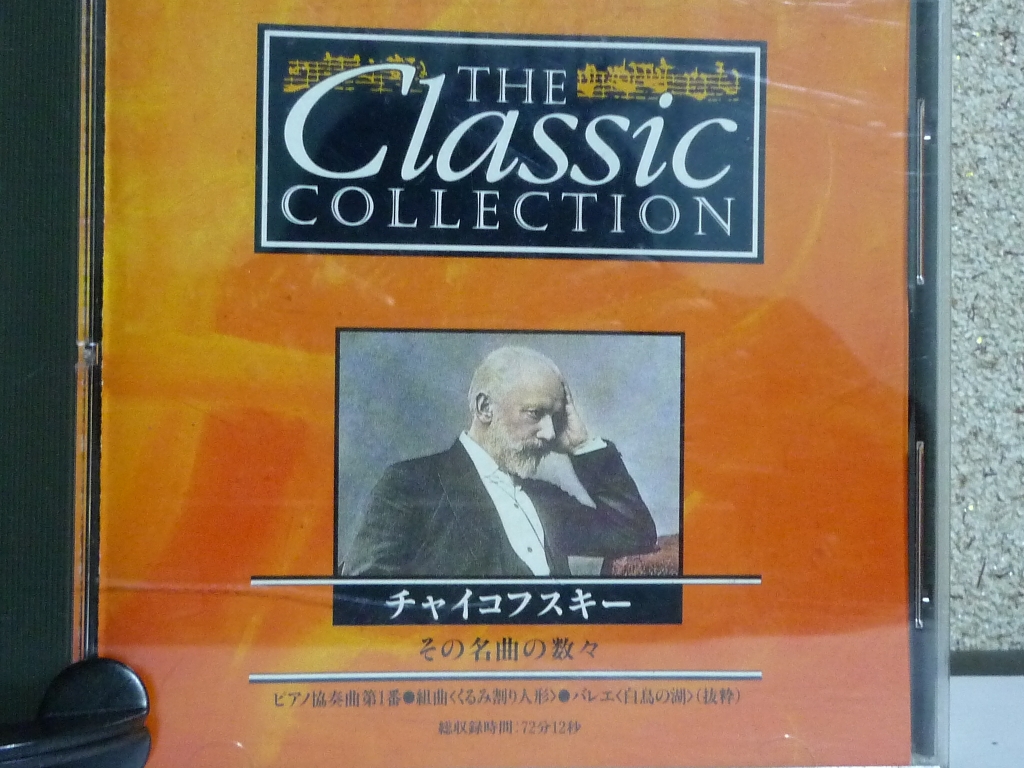 THE
Classic
COLLECTION
チャイコフスキー
その名曲の数々
ピアノ協奏曲第1番●組曲〈くるみ割り人形〉●バレエ〈白鳥の湖〉(抜粋)
総収録時間:72分12秒